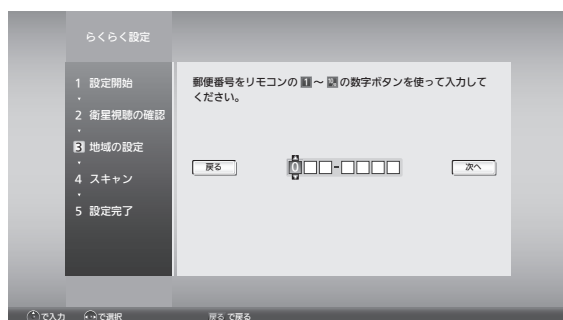 らくらく設定
1 設定開始
2 衛星視聴の確認
3 地域の設定
4 スキャン
5 設定完了
郵便番号をリモコンの 1 ～ の数字ボタンを使って入力して
ください。
戻る
0 -
次へ
で入力 で選択 戻る で戻る